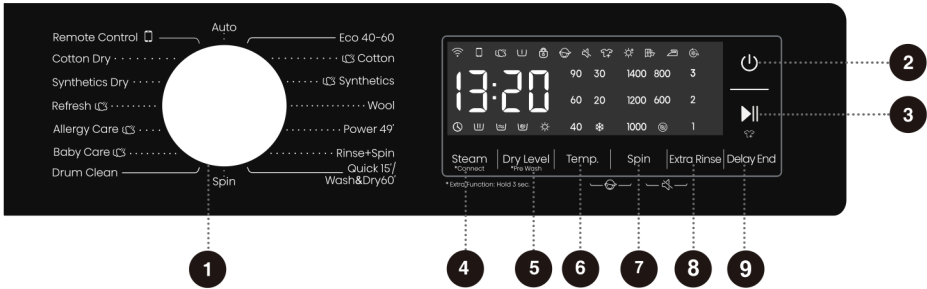 Auto
Remote Control
Cotton Dry
Synthetics Dry
Refresh
Allergy Care
Baby Care
Drum Clean
Eco 40-60
Cotton
Synthetics
Wool
Power 49'
Rinse+Spin
Quick 15'/
Wash&Dry60'
Spin
13:20
90 30 1400 800 3
60 20 1200 600 2
40 1000 1
Steam Dry Level Temp. Spin Extra Rinse Delay End
*Connect *Pre Wash
*Extra Function: Hold 3 sec.
1
2
3
4
5
6
7
8
9